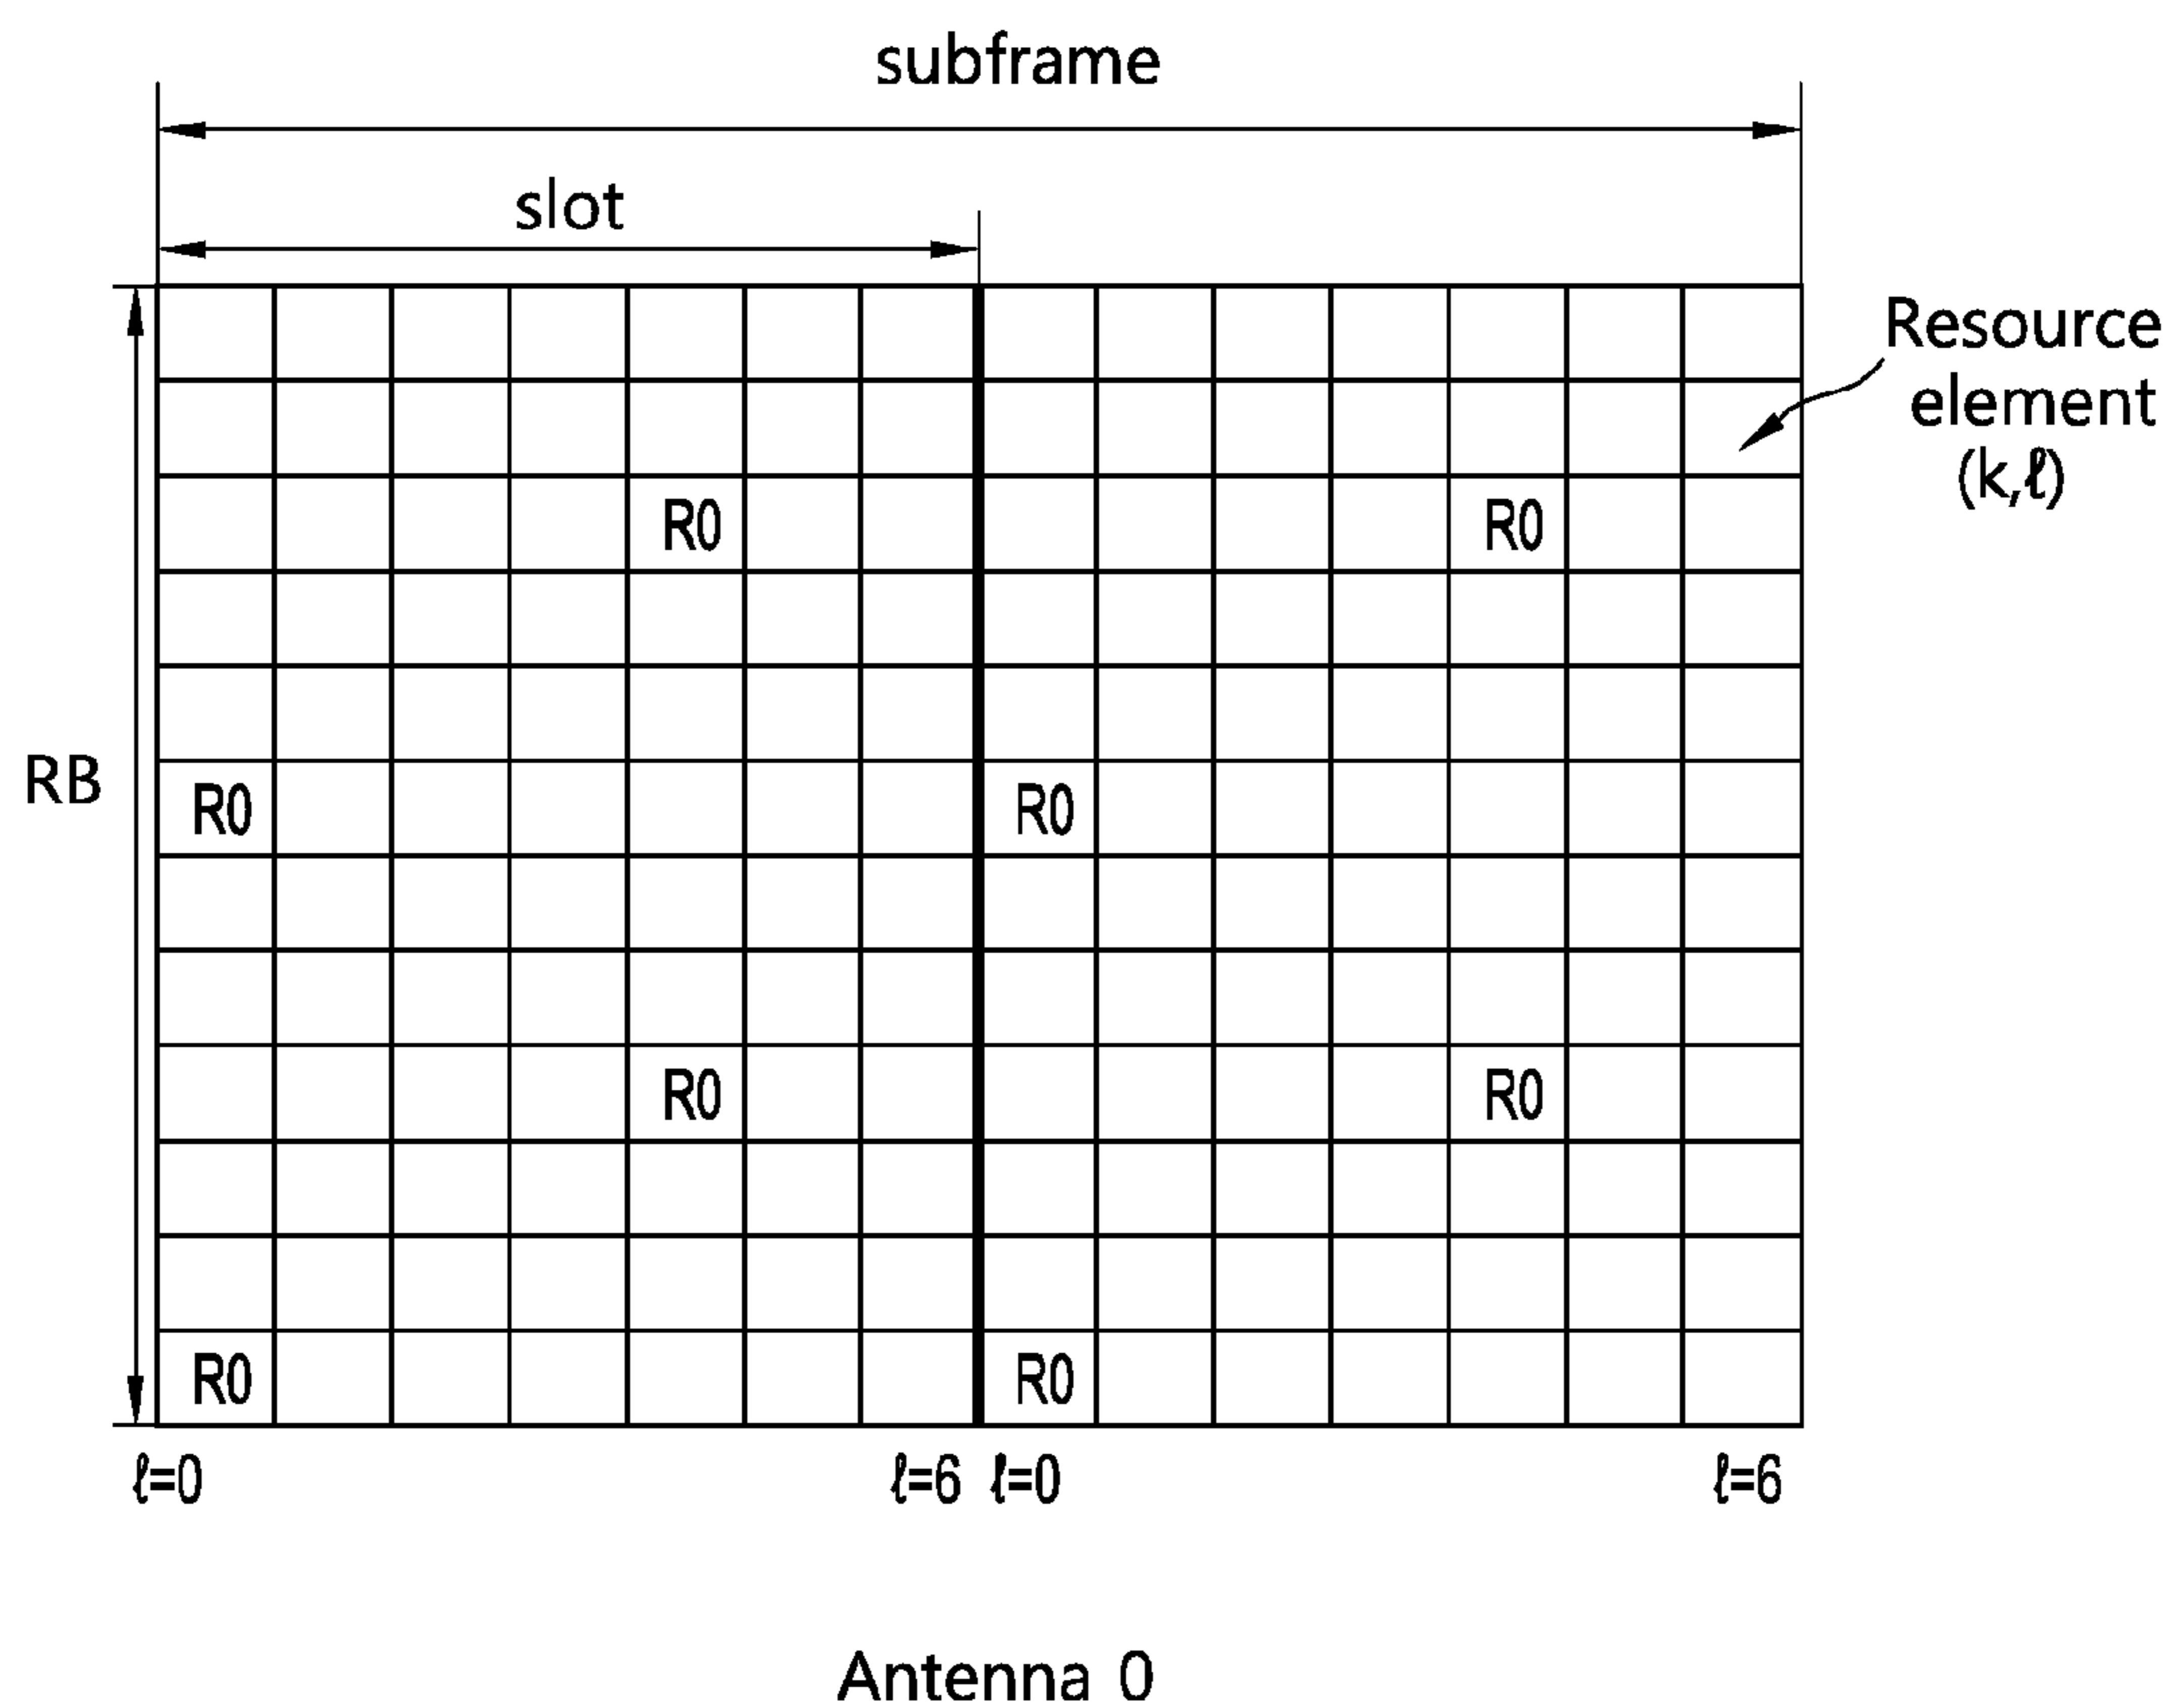 subframe
slot
Resource
element
(k,ℓ)
R0 R0
RB
R0 R0
R0 R0
R0 R0
ℓ=0 ℓ=6 ℓ=0 ℓ=6
Antenna 0